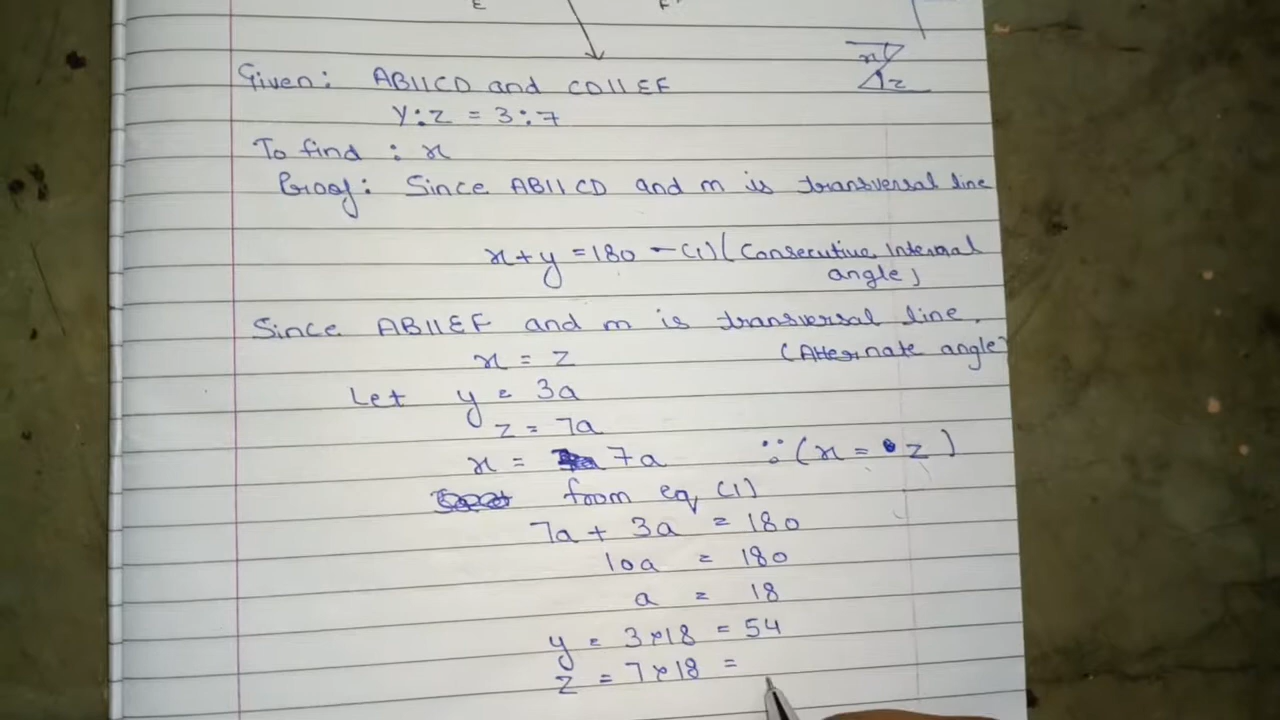 E F
x
z
Given: AB||CD and CD||EF
y:z = 3:7
To find : x
Proof: Since AB||CD and m is transversal line
x+y = 180 -(1) (Consecutive Internal
angle)
Since AB||EF and m is transversal line.
x = z (Alternate angle)
Let y = 3a
z = 7a
x = 7a ∵ (x = z)
from eq (1)
7a + 3a = 180
10a = 180
a = 18
y = 3×18 = 54
z = 7×18 =